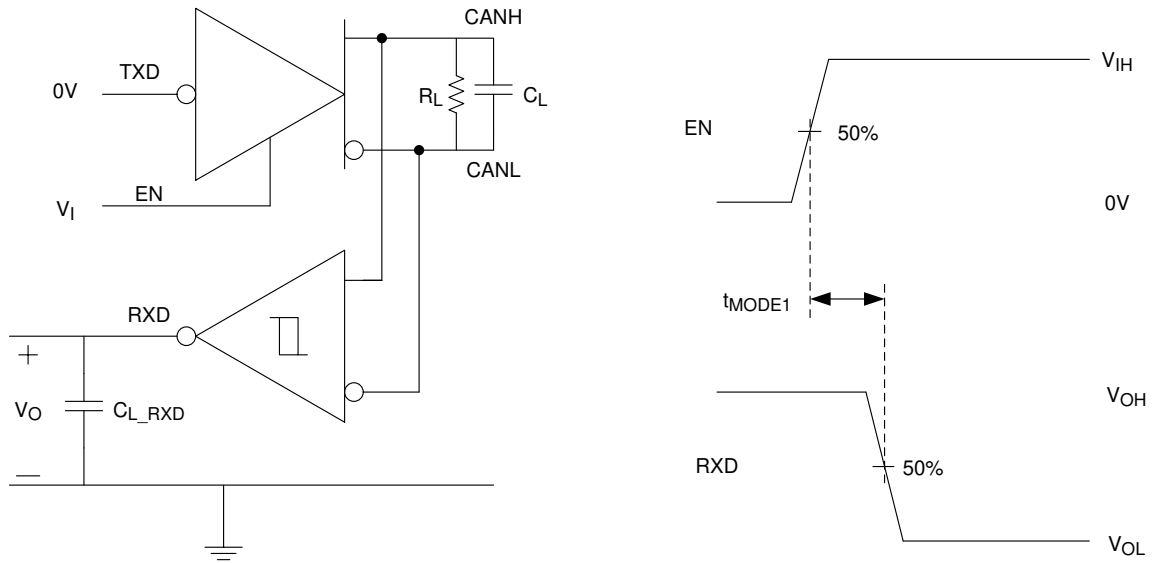 CANH
TXD
0V
RL
CL
CANL
EN
VI
RXD
+
VO
CL_RXD
—
VIH
EN
50%
0V
tMODE1
VOH
RXD
50%
VOL